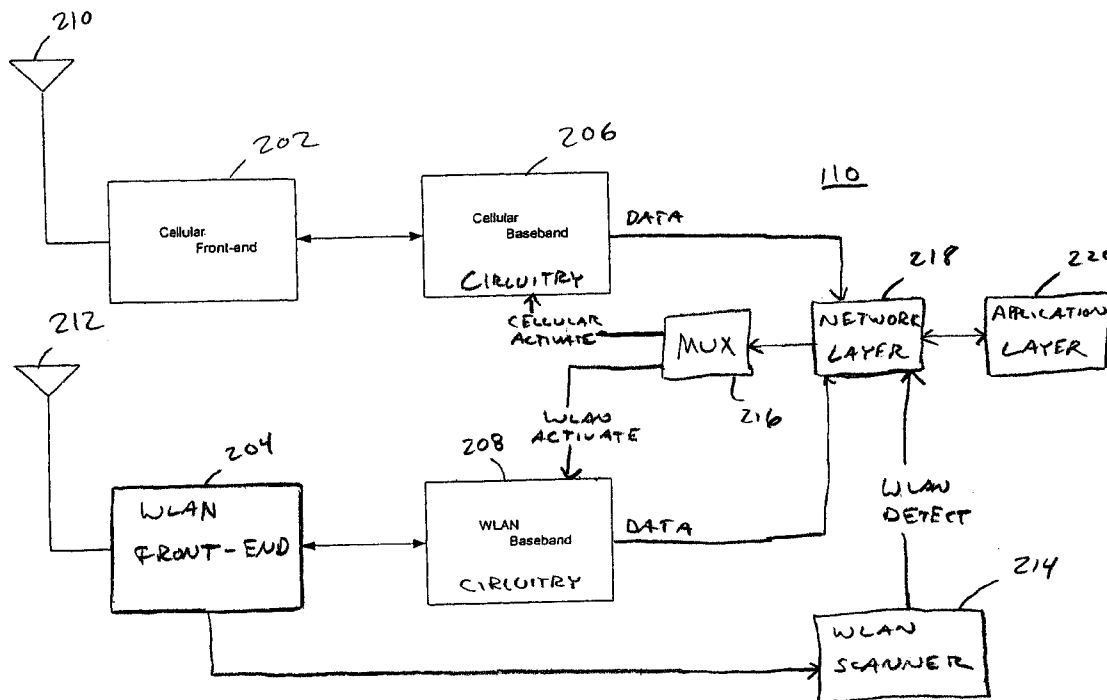 210
202
206
110
Cellular
Front-end
Cellular
Baseband
CIRCUITRY
DATA
218
220
NETWORK
LAYER
APPLICATION
LAYER
CELLULAR
ACTIVATE
MUX
216
212
WLAN
ACTIVATE
204
208
WLAN
FRONT-END
WLAN
Baseband
CIRCUITRY
DATA
WLAN
DETECT
214
WLAN
SCANNER